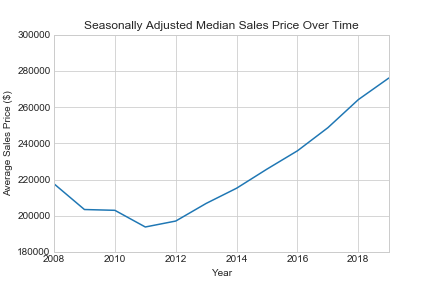 Seasonally Adjusted Median Sales Price Over Time
300000
280000
260000
240000
220000
200000
180000
Average Sales Price ($)
2008 2010 2012 2014 2016 2018
Year